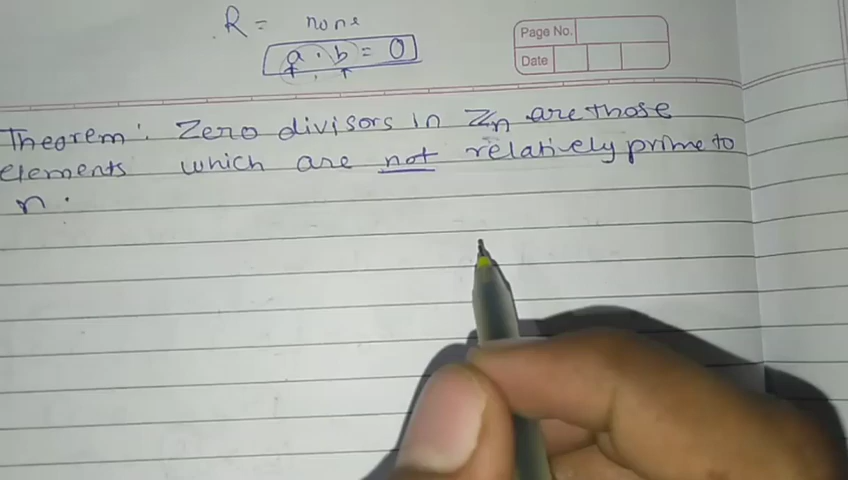 R = none
a . b = 0
Page No.
Date
Theorem : Zero divisors in Zn are those
elements which are not relatively prime to
n .